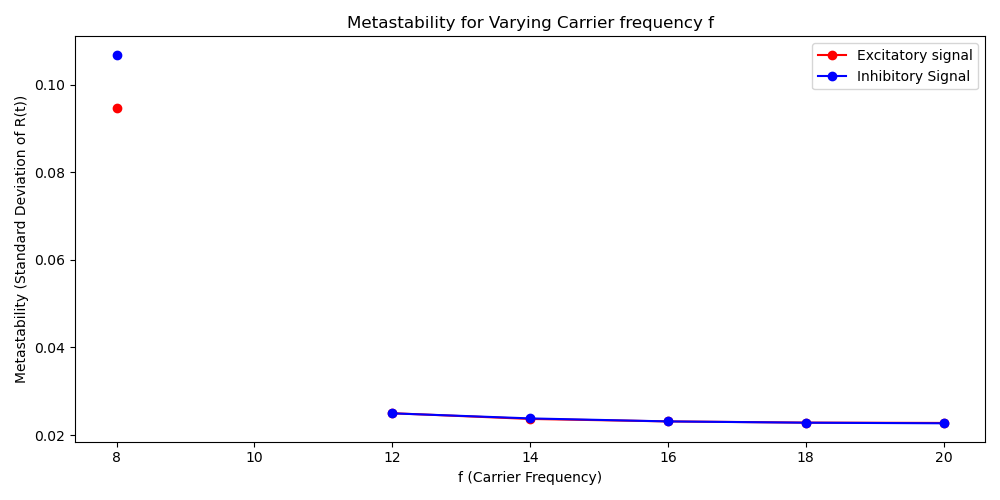 Metastability for Varying Carrier frequency f
Excitatory signal
Inhibitory Signal
Metastability (Standard Deviation of R(t))
0.10
0.08
0.06
0.04
0.02
8 10 12 14 16 18 20
f (Carrier Frequency)